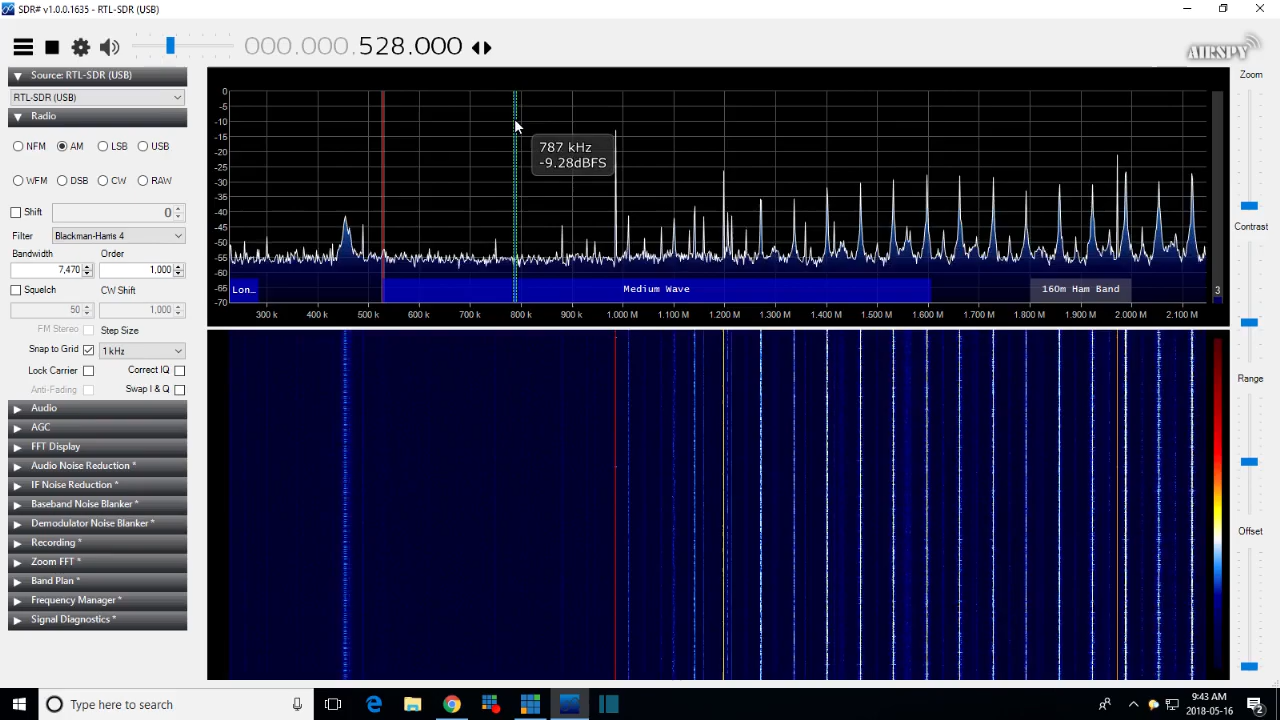 SDR# v1.0.0.1635 - RTL-SDR (USB)
000.000.528.000
AIRSPY
Source: RTL-SDR (USB)
RTL-SDR (USB)
Radio
NFM AM LSB USB
WFM DSB CW RAW
Shift 0
Filter Blackman-Harris 4
Bandwidth Order
7,470 1,000
Squelch CW Shift
50 1,000
FM Stereo Step Size
Snap to Grid 1 kHz
Lock Carrier Correct IQ
Anti-Fading Swap I & Q
Audio
AGC
FFT Display
Audio Noise Reduction *
IF Noise Reduction *
Baseband Noise Blanker *
Demodulator Noise Blanker *
Recording *
Zoom FFT *
Band Plan *
Frequency Manager *
Signal Diagnostics *
0
-5
-10
-15
-20
-25
-30
-35
-40
-45
-50
-55
-60
-65
-70
787 kHz
-9.28dBFS
Lon... Medium Wave 160m Ham Band
3
300 k 400 k 500 k 600 k 700 k 800 k 900 k 1.000 M 1.100 M 1.200 M 1.300 M 1.400 M 1.500 M 1.600 M 1.700 M 1.800 M 1.900 M 2.000 M 2.100 M
Zoom
Contrast
Range
Offset
Type here to search
9:43 AM
2018-05-16
2